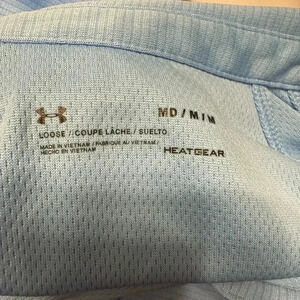 MD / M / M
LOOSE / COUPE LÂCHE / SUELTO
MADE IN VIETNAM / FABRIQUÉ AU VIETNAM /
HECHO EN VIETNAM
HEATGEAR